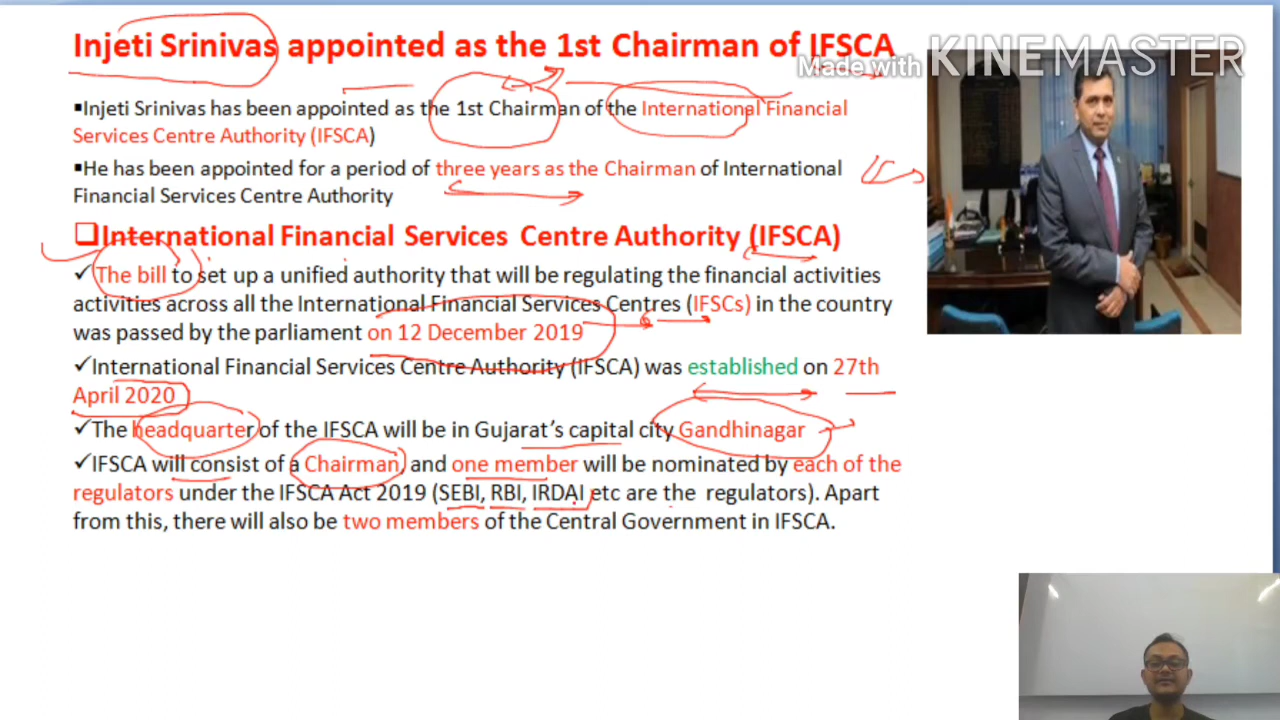 Injeti Srinivas appointed as the 1st Chairman of IFSCA
Made with KINEMASTER
▪Injeti Srinivas has been appointed as the 1st Chairman of the International Financial
Services Centre Authority (IFSCA)
▪He has been appointed for a period of three years as the Chairman of International
Financial Services Centre Authority
❑International Financial Services Centre Authority (IFSCA)
✓The bill to set up a unified authority that will be regulating the financial activities
activities across all the International Financial Services Centres (IFSCs) in the country
was passed by the parliament on 12 December 2019
✓International Financial Services Centre Authority (IFSCA) was established on 27th
April 2020
✓The headquarter of the IFSCA will be in Gujarat's capital city Gandhinagar
✓IFSCA will consist of a Chairman, and one member will be nominated by each of the
regulators under the IFSCA Act 2019 (SEBI, RBI, IRDAI etc are the regulators). Apart
from this, there will also be two members of the Central Government in IFSCA.